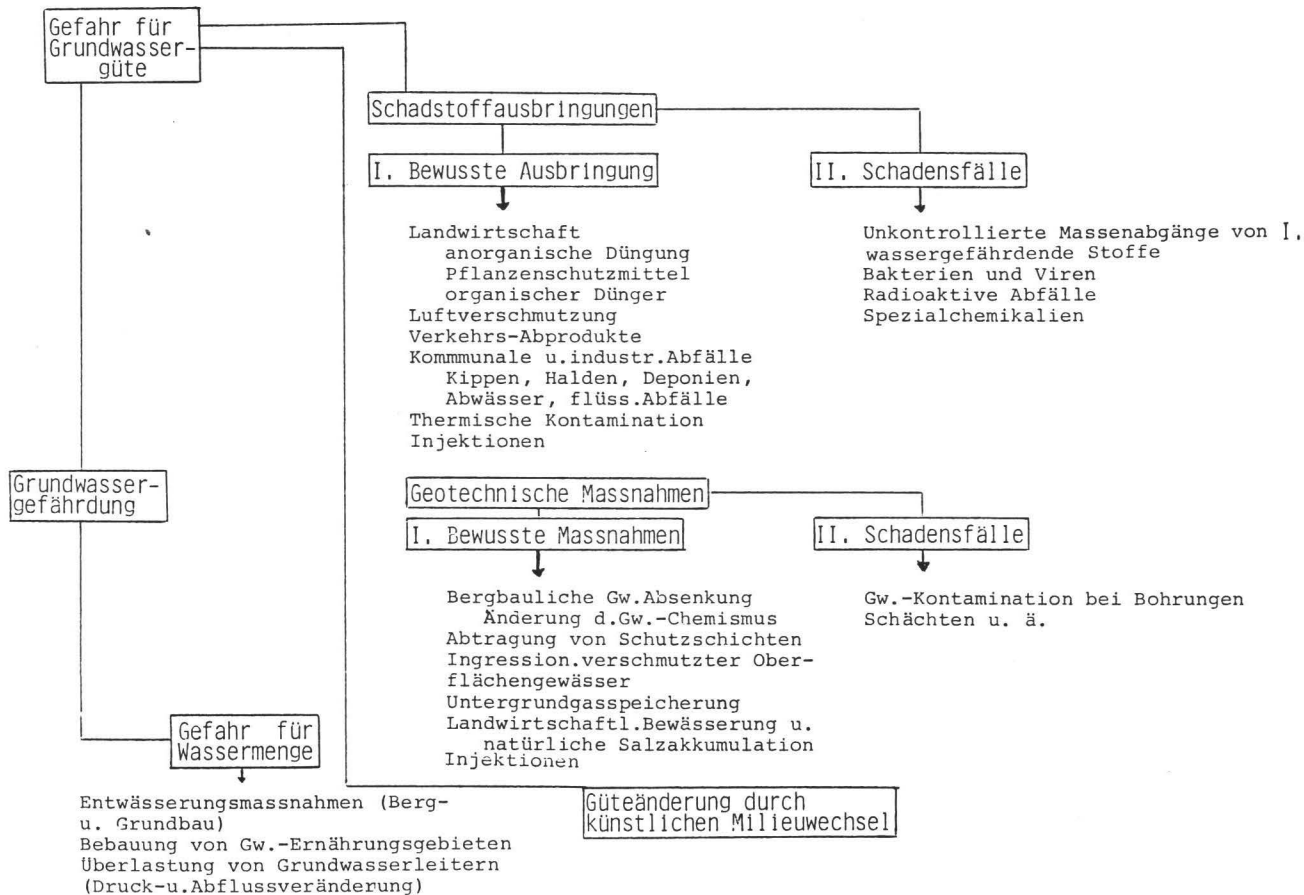 Gefahr für
Grundwasser-
güte
Schadstoffausbringungen
I. Bewusste Ausbringung
II. Schadensfälle
Landwirtschaft
anorganische Düngung
Pflanzenschutzmittel
organischer Dünger
Luftverschmutzung
Verkehrs-Abprodukte
Kommmunale u.industr.Abfälle
Kippen, Halden, Deponien,
Abwässer, flüss.Abfälle
Thermische Kontamination
Injektionen
Unkontrollierte Massenabgänge von I.
wassergefährdende Stoffe
Bakterien und Viren
Radioaktive Abfälle
Spezialchemikalien
Grundwasser-
gefährdung
Geotechnische Massnahmen
I. Bewusste Massnahmen
II. Schadensfälle
Bergbauliche Gw.Absenkung
Änderung d.Gw.-Chemismus
Abtragung von Schutzschichten
Ingression.verschmutzter Ober-
flächengewässer
Untergrundgasspeicherung
Landwirtschaftl.Bewässerung u.
natürliche Salzakkumulation
Injektionen
Gw.-Kontamination bei Bohrungen
Schächten u. ä.
Gefahr für
Wassermenge
Entwässerungsmassnahmen (Berg-
u. Grundbau)
Bebauung von Gw.-Ernährungsgebieten
Überlastung von Grundwasserleitern
(Druck-u.Abflussveränderung)
Güteänderung durch
künstlichen Milieuwechsel